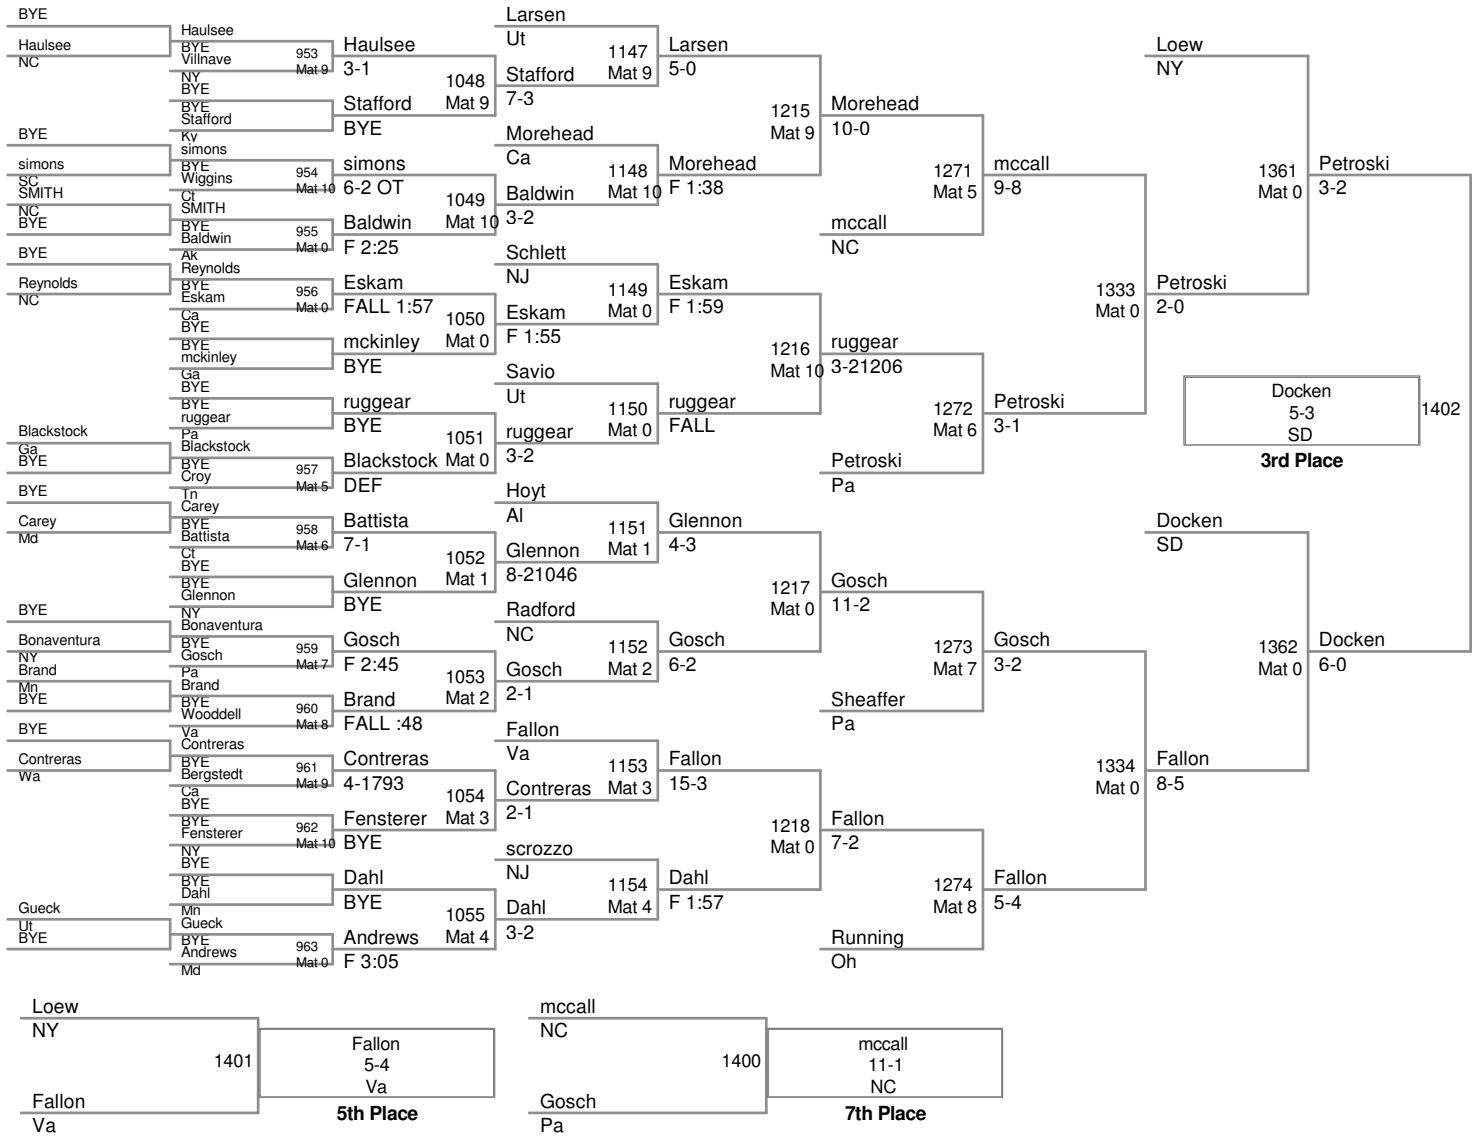 BYE
Haulsee
NC
BYE
simons
SC
SMITH
NC
BYE
BYE
Reynolds
NC
Blackstock
Ga
BYE
BYE
Carey
Md
BYE
Bonaventura
NY
Brand
Mn
BYE
BYE
Contreras
Wa
Gueck
Ut
BYE
Haulsee
BYE
Villnave
NY
BYE
BYE
Stafford
Ky
simons
BYE
Wiggins
Ct
SMITH
BYE
Baldwin
Ak
Reynolds
BYE
Eskam
Ca
BYE
BYE
mckinley
Ga
BYE
BYE
ruggear
Pa
Blackstock
BYE
Croy
Tn
Carey
BYE
Battista
Ct
BYE
BYE
Glennon
NY
Bonaventura
BYE
Gosch
Pa
Brand
BYE
Wooddell
Va
Contreras
BYE
Bergstedt
Ca
BYE
BYE
Fensterer
NY
BYE
BYE
Dahl
Mn
Gueck
BYE
Andrews
Md
953
Mat 9
954
Mat 10
955
Mat 0
956
Mat 0
957
Mat 5
958
Mat 6
959
Mat 7
960
Mat 8
961
Mat 9
962
Mat 10
963
Mat 0
Haulsee
3-1
Stafford
BYE
simons
6-2 OT
Baldwin
F 2:25
Eskam
FALL 1:57
mckinley
BYE
ruggear
BYE
Blackstock
DEF
Battista
7-1
Glennon
BYE
Gosch
F 2:45
Brand
FALL :48
Contreras
4-1793
Fensterer
BYE
Dahl
BYE
Andrews
F 3:05
1048
Mat 9
1049
Mat 10
1050
Mat 0
1051
Mat 0
1052
Mat 1
1053
Mat 2
1054
Mat 3
1055
Mat 4
Larsen
Ut
Stafford
7-3
Morehead
Ca
Baldwin
3-2
Schlett
NJ
Eskam
F 1:55
Savio
Ut
ruggear
3-2
Hoyt
Al
Glennon
8-21046
Radford
NC
Gosch
2-1
Fallon
Va
Contreras
2-1
scrozzo
NJ
Dahl
3-2
1147
Mat 9
1148
Mat 10
1149
Mat 0
1150
Mat 0
1151
Mat 1
1152
Mat 2
1153
Mat 3
1154
Mat 4
Larsen
5-0
Morehead
F 1:38
Eskam
F 1:59
ruggear
FALL
Glennon
4-3
Gosch
6-2
Fallon
15-3
Dahl
F 1:57
1215
Mat 9
1216
Mat 10
1217
Mat 0
1218
Mat 0
Morehead
10-0
mccall
NC
ruggear
3-21206
Petroski
Pa
Gosch
11-2
Sheaffer
Pa
Fallon
7-2
Running
Oh
1271
Mat 5
1272
Mat 6
1273
Mat 7
1274
Mat 8
mccall
9-8
Petroski
3-1
Gosch
3-2
Fallon
5-4
1333
Mat 0
1334
Mat 0
Loew
NY
Petroski
2-0
Docken
SD
Fallon
8-5
1361
Mat 0
1362
Mat 0
Petroski
3-2
Docken
6-0
Docken
5-3
SD
1402
3rd Place
Loew
NY
1401
Fallon
Va
Fallon
5-4
Va
5th Place
mccall
NC
1400
Gosch
Pa
mccall
11-1
NC
7th Place